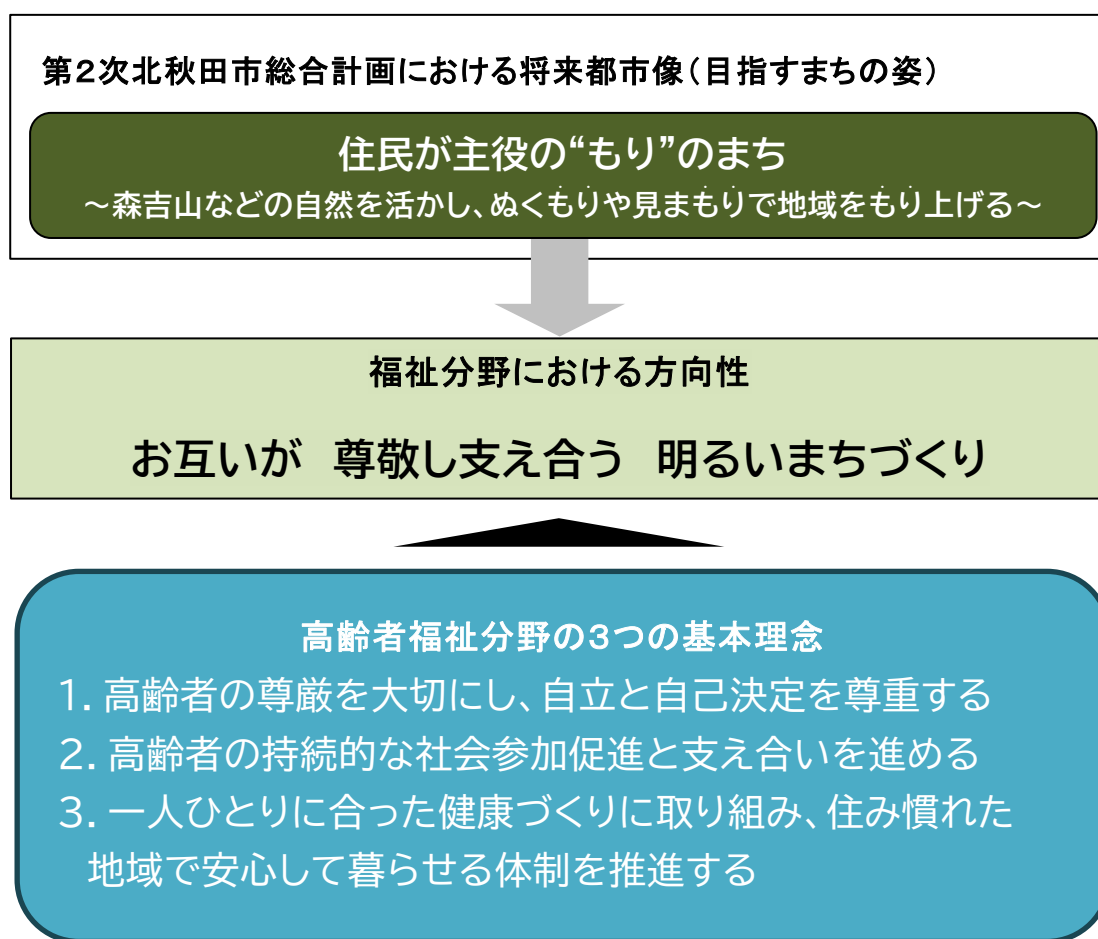 第2次北秋田市総合計画における将来都市像(目指すまちの姿)
住民が主役の“もり”のまち
～森吉山などの自然を活かし、ぬくもりや見まもりで地域をもり上げる～
福祉分野における方向性
お互いが　尊敬し支え合う　明るいまちづくり
高齢者福祉分野の3つの基本理念
1. 高齢者の尊厳を大切にし、自立と自己決定を尊重する
2. 高齢者の持続的な社会参加促進と支え合いを進める
3. 一人ひとりに合った健康づくりに取り組み、住み慣れた
地域で安心して暮らせる体制を推進する